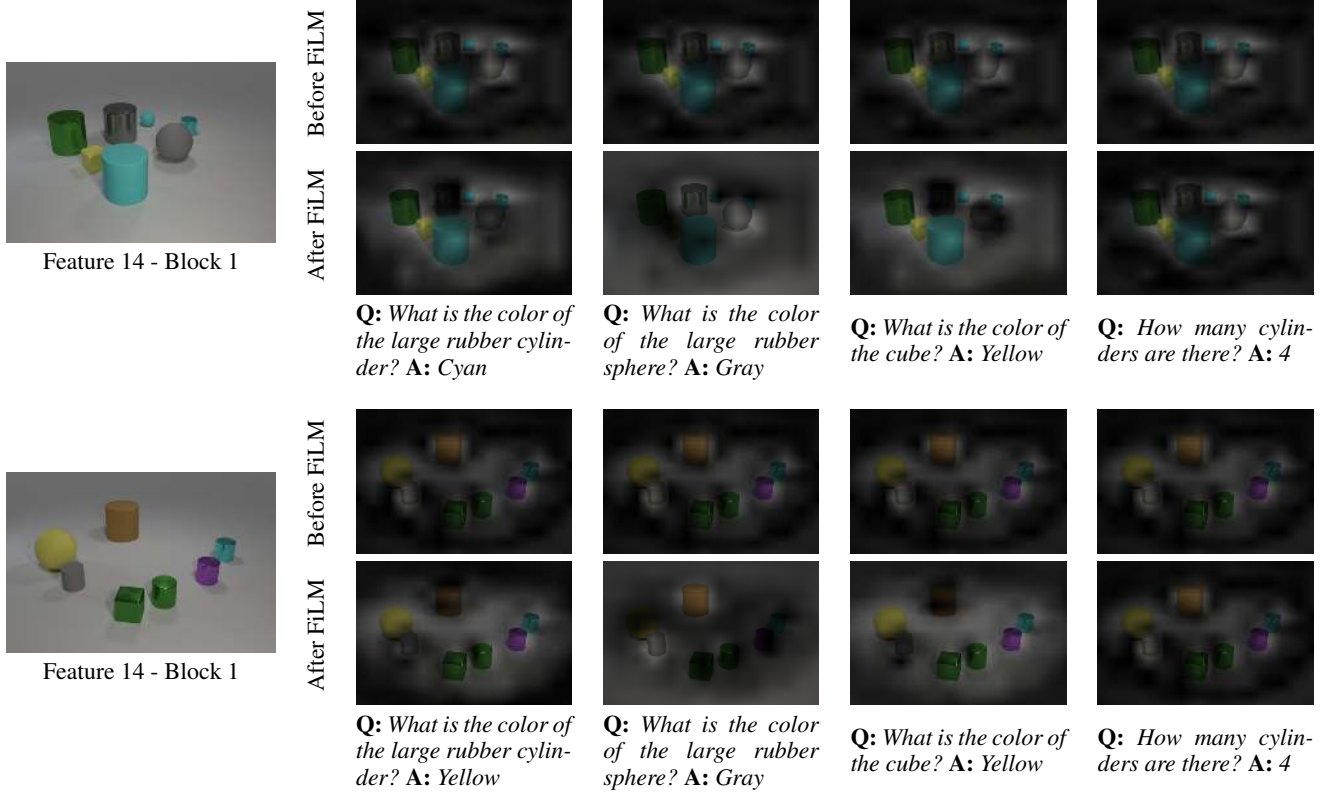 Before FiLM
After FiLM
Feature 14 - Block 1
Q: What is the color of
the large rubber cylin-
der? A: Cyan
Q: What is the color
of the large rubber
sphere? A: Gray
Q: What is the color of
the cube? A: Yellow
Q: How many cylin-
ders are there? A: 4
Before FiLM
After FiLM
Feature 14 - Block 1
Q: What is the color of
the large rubber cylin-
der? A: Yellow
Q: What is the color
of the large rubber
sphere? A: Gray
Q: What is the color of
the cube? A: Yellow
Q: How many cylin-
ders are there? A: 4